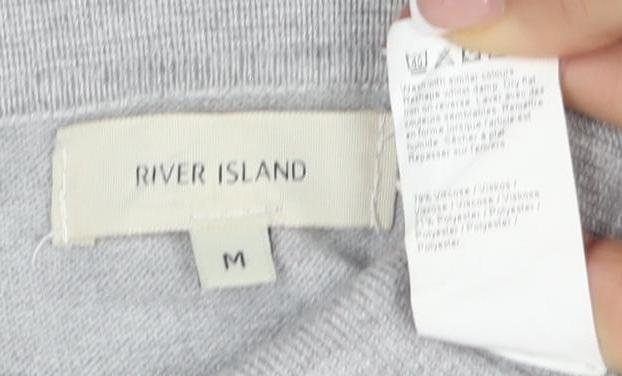 RIVER ISLAND
M
40
Wash with similar colours.
Reshape whilst damp. Dry flat.
Iron on reverse. Laver avec des
couleurs semblables. Remettre
en forme lorsque l'article est
humide. Sécher à plat.
Repasser sur l'envers.
Viscose / Viscose /
Viscose / Viscose / Viscose
21% Polyester / Polyester /
Polyester / Polyester /
Polyester